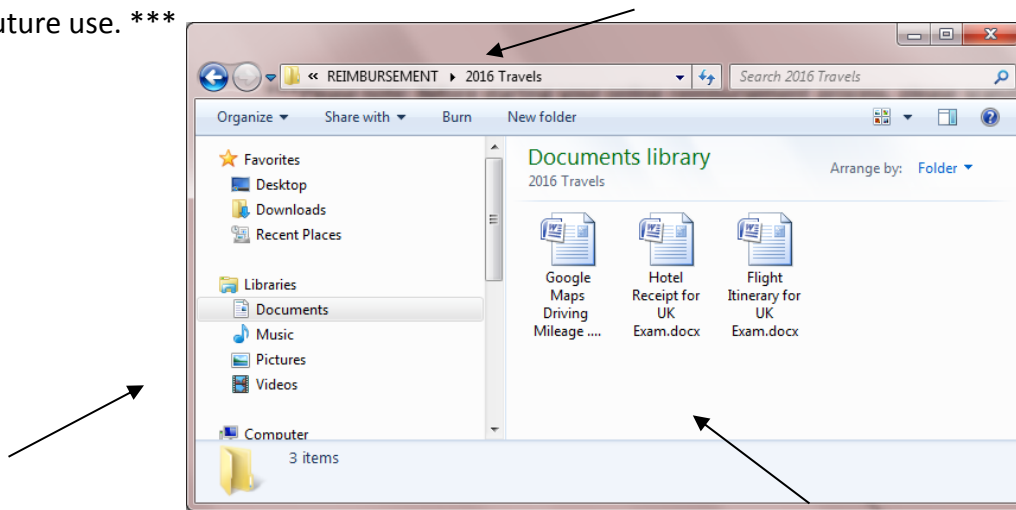 uture use. ***
« REIMBURSEMENT ▸ 2016 Travels
Search 2016 Travels
Organize ▾ Share with ▾ Burn New folder
Favorites
Desktop
Downloads
Recent Places
Libraries
Documents
Music
Pictures
Videos
Computer
Documents library
2016 Travels
Arrange by: Folder ▾
Google
Maps
Driving
Mileage ....
Hotel
Receipt for
UK
Exam.docx
Flight
Itinerary for
UK
Exam.docx
3 items